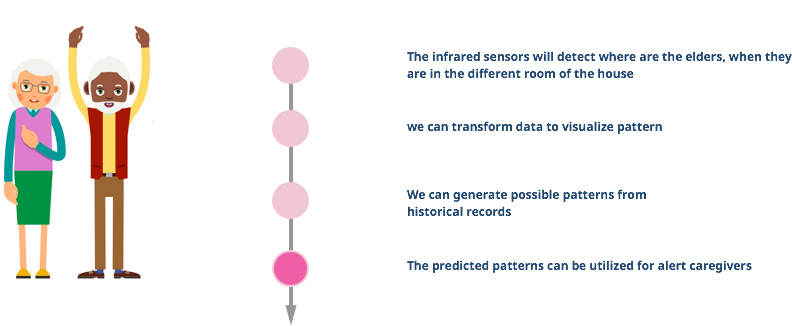 The infrared sensors will detect where are the elders, when they
are in the different room of the house
we can transform data to visualize pattern
We can generate possible patterns from
historical records
The predicted patterns can be utilized for alert caregivers